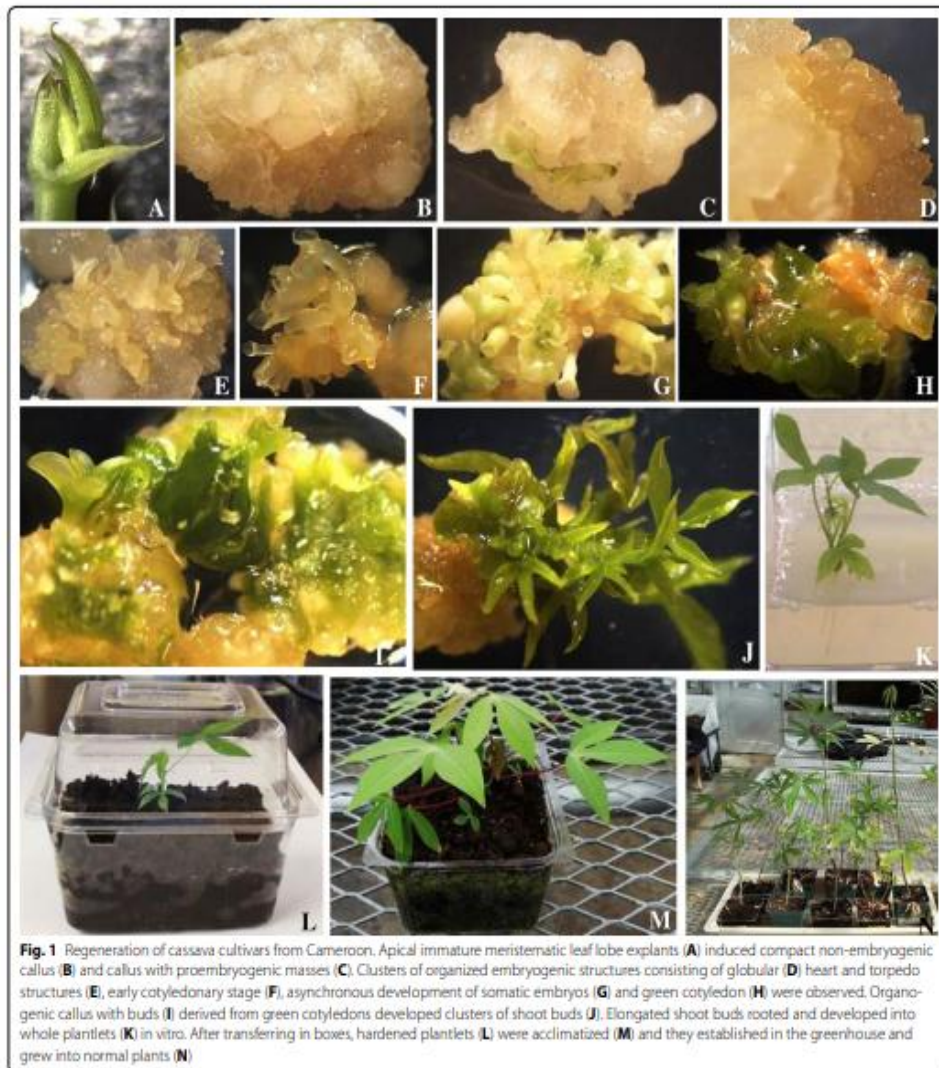 A
B
C
D
E
F
G
H
I
J
K
L
M
N
Fig. 1 Regeneration of cassava cultivars from Cameroon. Apical immature meristematic leaf lobe explants (A) induced compact non-embryogenic
callus (B) and callus with proembryogenic masses (C). Clusters of organized embryogenic structures consisting of globular (D) heart and torpedo
structures (E), early cotyledonary stage (F), asynchronous development of somatic embryos (G) and green cotyledon (H) were observed. Organo-
genic callus with buds (I) derived from green cotyledons developed clusters of shoot buds (J). Elongated shoot buds rooted and developed into
whole plantlets (K) in vitro. After transferring in boxes, hardened plantlets (L) were acclimatized (M) and they established in the greenhouse and
grew into normal plants (N)